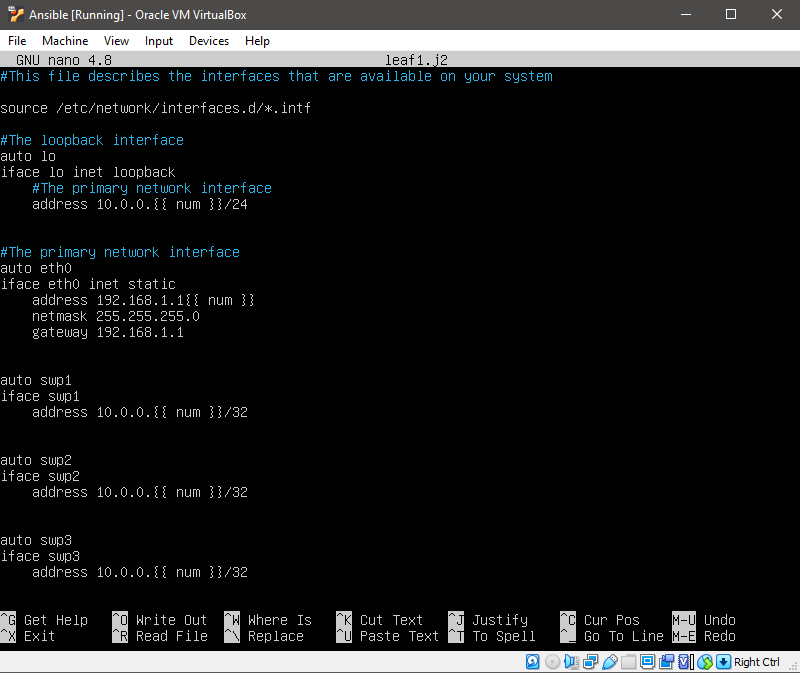 Ansible [Running] - Oracle VM VirtualBox
File Machine View Input Devices Help
GNU nano 4.8 leaf1.j2
#This file describes the interfaces that are available on your system
source /etc/network/interfaces.d/*.intf
#The loopback interface
auto lo
iface lo inet loopback
#The primary network interface
address 10.0.0.{{ num }}/24
#The primary network interface
auto eth0
iface eth0 inet static
address 192.168.1.1{{ num }}
netmask 255.255.255.0
gateway 192.168.1.1
auto swp1
iface swp1
address 10.0.0.{{ num }}/32
auto swp2
iface swp2
address 10.0.0.{{ num }}/32
auto swp3
iface swp3
address 10.0.0.{{ num }}/32
^G Get Help ^O Write Out ^W Where Is ^K Cut Text ^J Justify ^C Cur Pos M-U Undo
^X Exit ^R Read File ^\ Replace ^U Paste Text ^T To Spell ^_ Go To Line M-E Redo
Right Ctrl